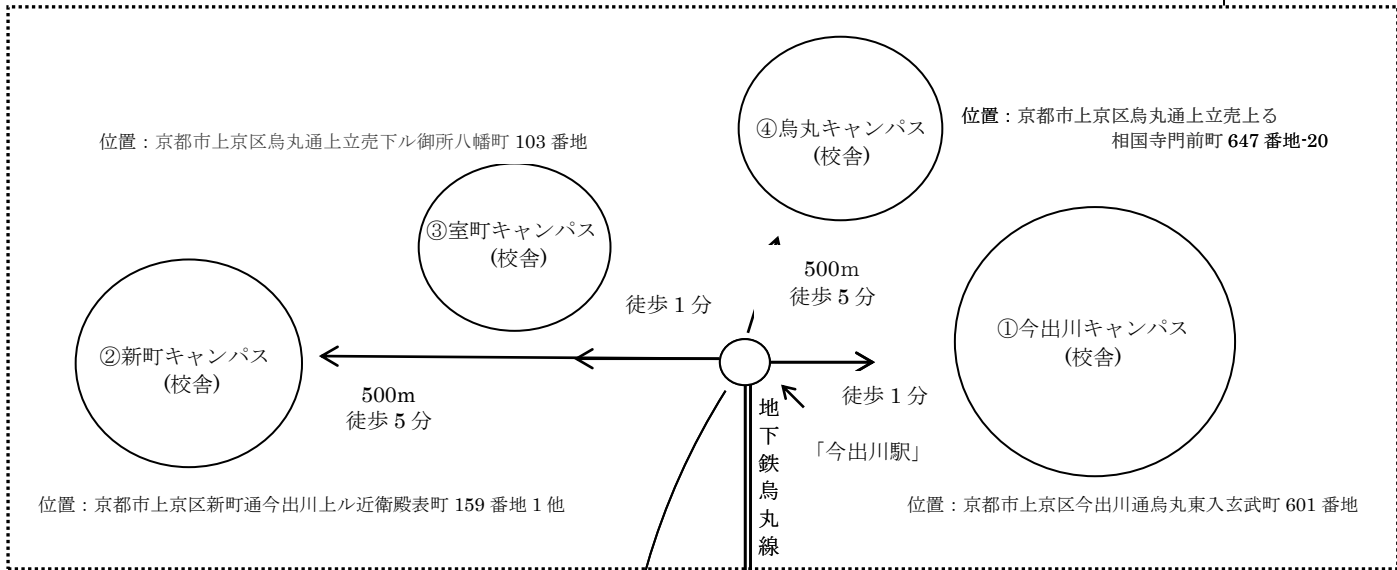 ④烏丸キャンパス
(校舎)
位置：京都市上京区烏丸通上立売上る
相国寺門前町 647 番地-20
位置：京都市上京区烏丸通上立売下ル御所八幡町 103 番地
③室町キャンパス
(校舎)
500m
徒歩 5 分
徒歩 1 分
①今出川キャンパス
(校舎)
②新町キャンパス
(校舎)
500m
徒歩 5 分
徒歩 1 分
地下鉄烏丸線
「今出川駅」
位置：京都市上京区新町通今出川上ル近衛殿表町 159 番地 1 他
位置：京都市上京区今出川通烏丸東入玄武町 601 番地